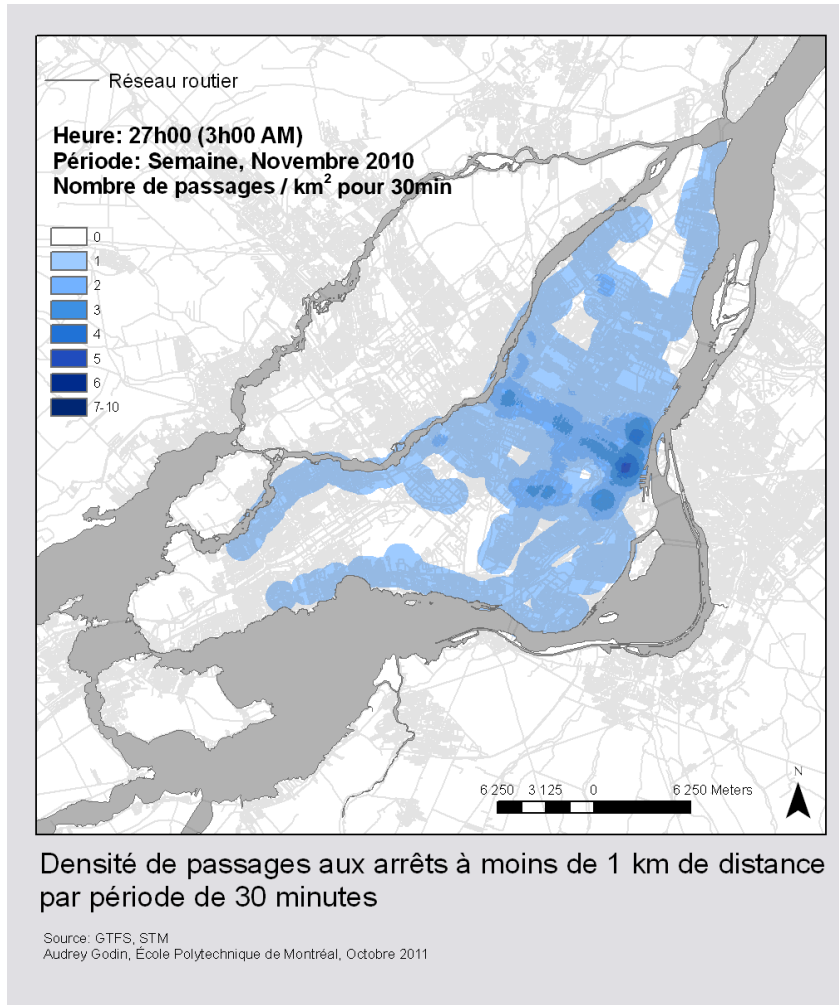 Réseau routier
Heure: 27h00 (3h00 AM)
Période: Semaine, Novembre 2010
Nombre de passages / km² pour 30min
0
1
2
3
4
5
6
7-10
N
6 250 3 125 0 6 250 Meters
Densité de passages aux arrêts à moins de 1 km de distance
par période de 30 minutes
Source: GTFS, STM
Audrey Godin, École Polytechnique de Montréal, Octobre 2011